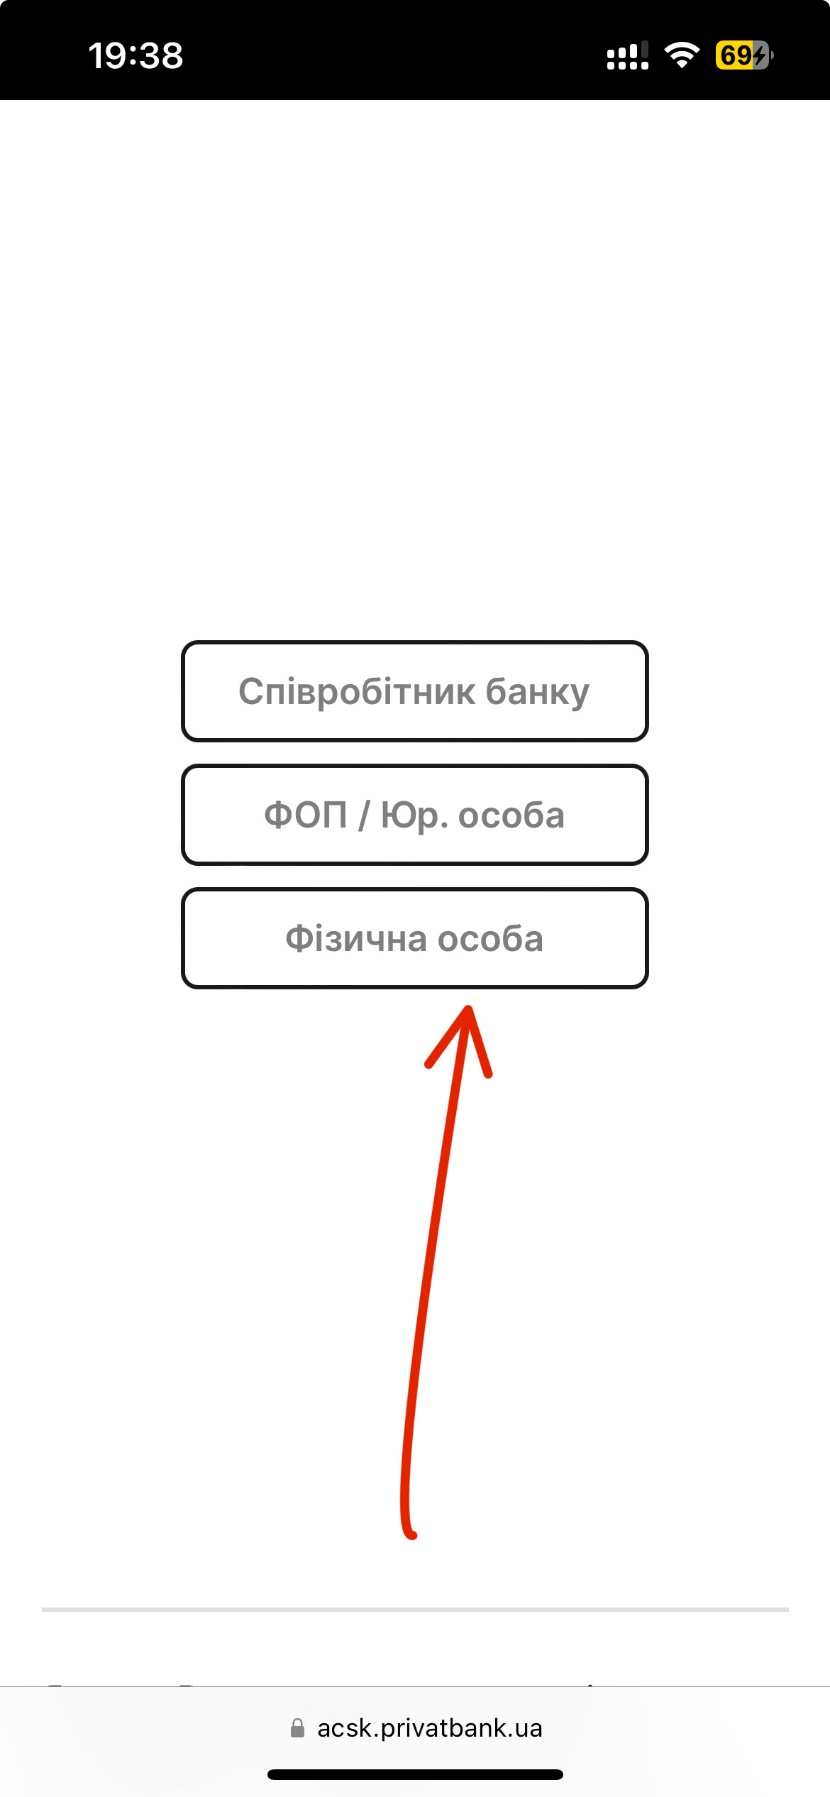 19:38
69
Співробітник банку
ФОП / Юр. особа
Фізична особа
acsk.privatbank.ua